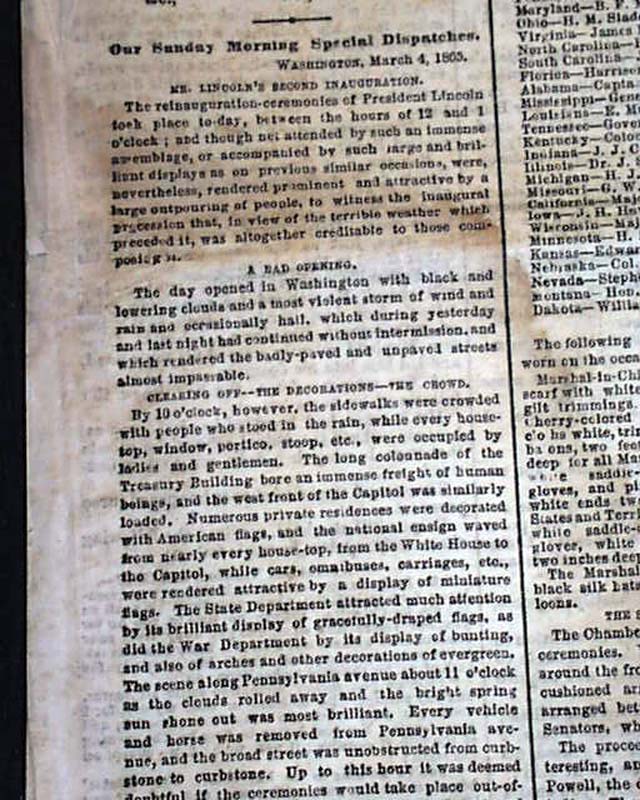 Our Sunday Morning Special Dispatches.
WASHINGTON, March 4, 1865.
MR. LINCOLN'S SECOND INAUGURATION.
The reinauguration-ceremonies of President Lincoln
took place to-day, between the hours of 12 and 1
o'clock; and though not attended by such an immense
assemblage, or accompanied by such large and bril-
liant displays as on previous similar occasions, were,
nevertheless, rendered prominent and attractive by a
large outpouring of people, to witness the inaugural
procession that, in view of the terrible weather which
preceded it, was altogether creditable to those com-
posing it.
A BAD OPENING.
The day opened in Washington with black and
lowering clouds and a most violent storm of wind and
rain and occasionally hail, which during yesterday
and last night had continued without intermission, and
which rendered the badly-paved and unpaved streets
almost impassable.
CLEARING OFF--THE DECORATIONS--THE CROWD.
By 10 o'clock, however, the sidewalks were crowded
with people who stood in the rain, while every house-
top, window, portico, stoop, etc., were occupied by
ladies and gentlemen. The long colounade of the
Treasury Building bore an immense freight of human
beings, and the west front of the Capitol was similarly
loaded. Numerous private residences were decorated
with American flags, and the national ensign waved
from nearly every house-top, from the White House to
the Capitol, while cars, omnibuses, carriages, etc.,
were rendered attractive by a display of miniature
flags. The State Department attracted much attention
by its brilliant display of gracefully-draped flags, as
did the War Department by its display of bunting,
and also of arches and other decorations of evergreen.
The scene along Pennsylvania avenue about 11 o'clock
as the clouds rolled away and the bright spring
sun shone out was most brilliant. Every vehicle
and horse was removed from Pennsylvania ave-
nue, and the broad street was unobstructed from curb-
stone to curbstone. Up to this hour it was deemed
doubtful if the ceremonies would take place out-of-
Maryland—B. F.
Ohio—H. M. Slad
Virginia—James
North Carolina—
South Carolina—
Florida—Harrison
Alabama—Capta
Mississippi—Gene
Louisiana—E. M
Tennessee—Gover
Kentucky—Colo
Indiana—J. J. C
Illinois—Dr. J.
Michigan—H. J.
Missouri—G. W
California—Maj
Iowa—J. H. He
Wisconsin—Maj
Minnesota—H.
Kansas—Edwar
Nebraska—Col.
Nevada—Steph
Montana—Hon.
Dakota—Willia
The following
worn on the occa
Marshal-in-Chi
scarf with white
gilt trimmings.
cherry-colored
white, tri
two feet
deep for all Ma
saddle-
gloves, and pi
white ends tw
States and Terri
white saddle-
gloves, white
two inches deep
The Marshal
black silk hats
loons.
THE S
The Chambe
ceremonies.
around the fr
cushioned ar
arranged bet
Senators, wh
The procee
teresting, an
Powell, the